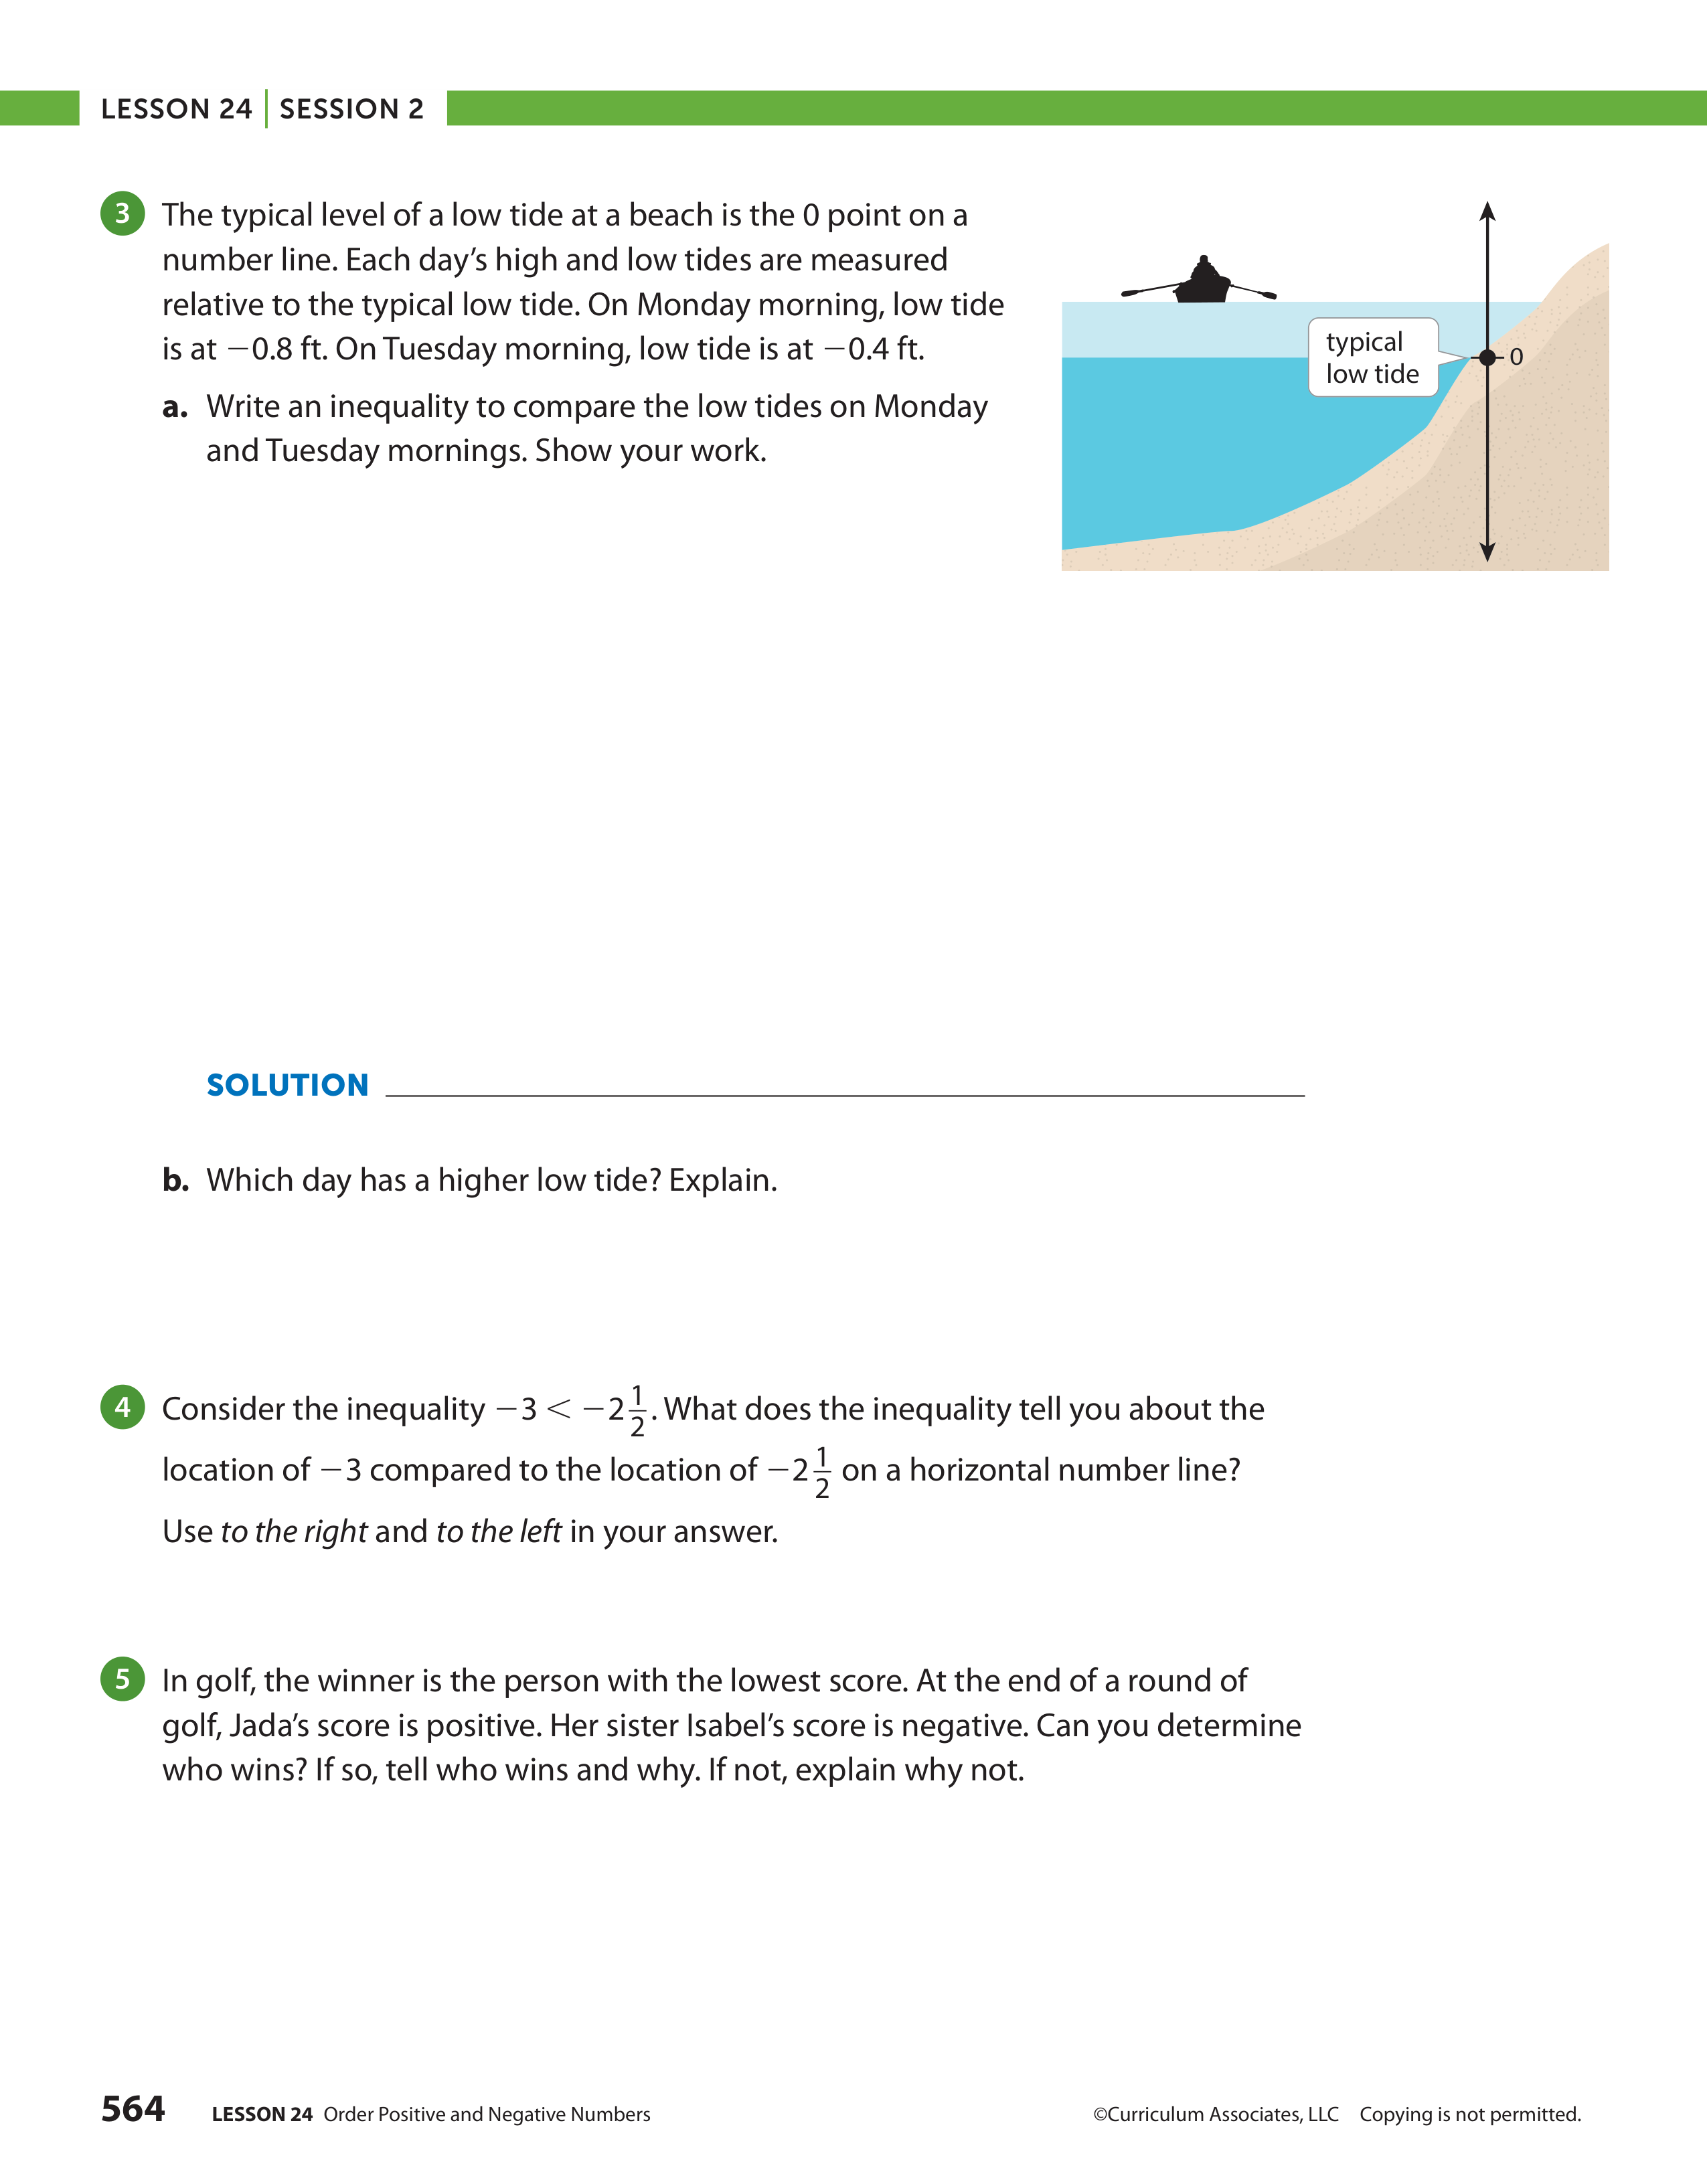 LESSON 24 | SESSION 2
3 The typical level of a low tide at a beach is the 0 point on a
number line. Each day’s high and low tides are measured
relative to the typical low tide. On Monday morning, low tide
is at −0.8 ft. On Tuesday morning, low tide is at −0.4 ft.
a. Write an inequality to compare the low tides on Monday
and Tuesday mornings. Show your work.
typical
low tide
0
SOLUTION
b. Which day has a higher low tide? Explain.
4 Consider the inequality −3 < −2 1/2. What does the inequality tell you about the
location of −3 compared to the location of −2 1/2 on a horizontal number line?
Use to the right and to the left in your answer.
5 In golf, the winner is the person with the lowest score. At the end of a round of
golf, Jada’s score is positive. Her sister Isabel’s score is negative. Can you determine
who wins? If so, tell who wins and why. If not, explain why not.
564 LESSON 24 Order Positive and Negative Numbers
©Curriculum Associates, LLC Copying is not permitted.